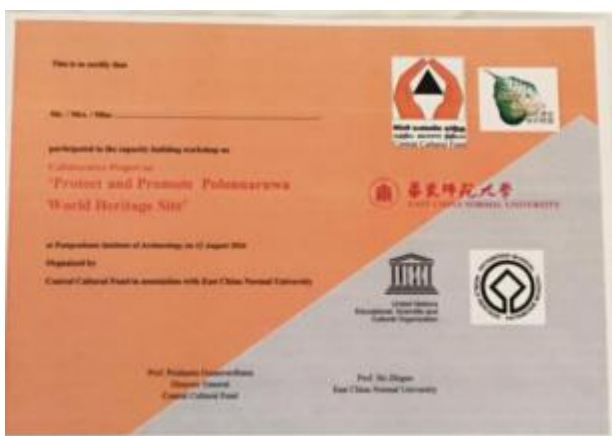 This is to certify that
Mr. / Mrs. / Miss.
participated in the capacity building workshop on
Collaborative Project on
"Protect and Promote Polonnaruwa
World Heritage Site"
at Postgraduate Institute of Archaeology on 12 August 2016
Organized by
Central Cultural Fund in association with East China Normal University
Central Cultural Fund
華東師範大學
EAST CHINA NORMAL UNIVERSITY
United Nations
Educational, Scientific and
Cultural Organization
Prof.
Director General
Central Cultural Fund
Prof.
East China Normal University